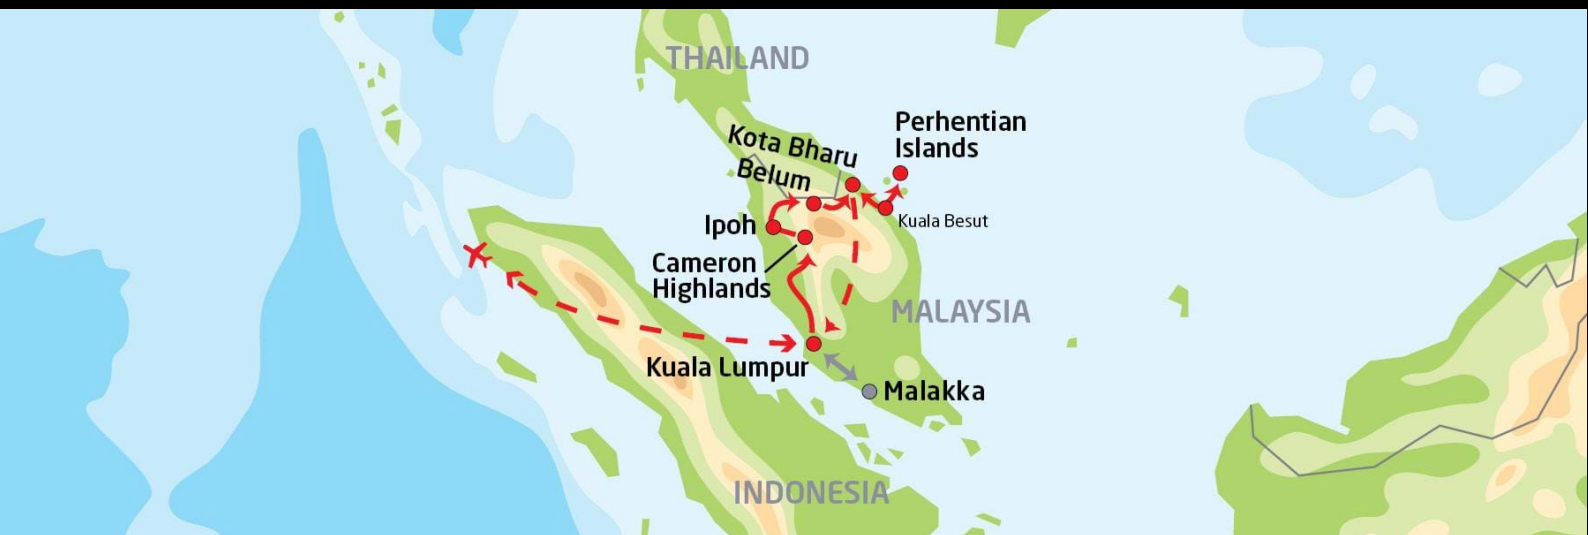 THAILAND
Perhentian
Islands
Kota Bharu
Belum
Ipoh
Kuala Besut
Cameron
Highlands
MALAYSIA
Kuala Lumpur
Malakka
INDONESIA